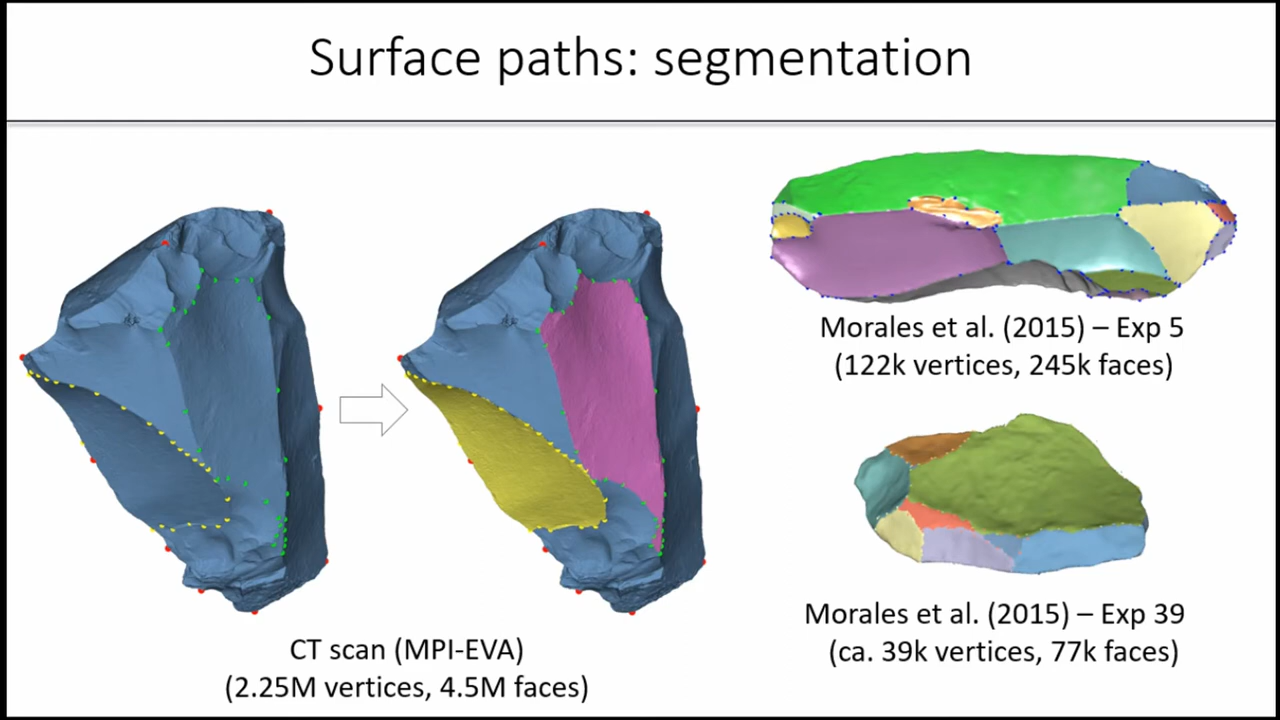 Surface paths: segmentation
CT scan (MPI-EVA)
(2.25M vertices, 4.5M faces)
Morales et al. (2015) – Exp 5
(122k vertices, 245k faces)
Morales et al. (2015) – Exp 39
(ca. 39k vertices, 77k faces)